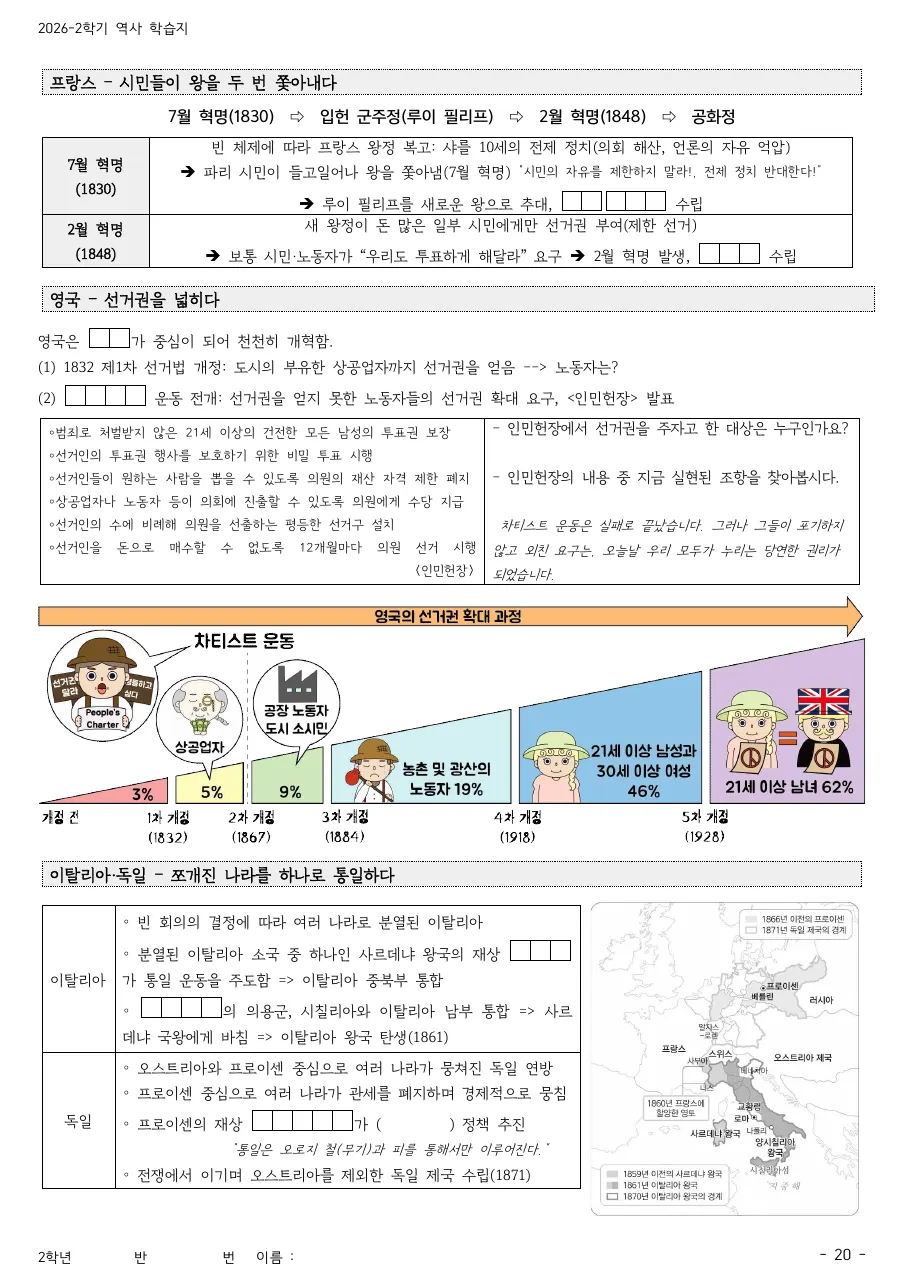 2026-2학기 역사 학습지
프랑스 - 시민들이 왕을 두 번 쫓아내다
7월 혁명(1830) ⇨ 입헌 군주정(루이 필리프) ⇨ 2월 혁명(1848) ⇨ 공화정
7월 혁명
(1830)
빈 체제에 따라 프랑스 왕정 복고: 샤를 10세의 전제 정치(의회 해산, 언론의 자유 억압)
➔ 파리 시민이 들고일어나 왕을 쫓아냄(7월 혁명) "시민의 자유를 제한하지 말라!, 전제 정치 반대한다!"
➔ 루이 필리프를 새로운 왕으로 추대, 수립
2월 혁명
(1848)
새 왕정이 돈 많은 일부 시민에게만 선거권 부여(제한 선거)
➔ 보통 시민·노동자가 “우리도 투표하게 해달라” 요구 ➔ 2월 혁명 발생, 수립
영국 - 선거권을 넓히다
영국은 가 중심이 되어 천천히 개혁함.
(1) 1832 제1차 선거법 개정: 도시의 부유한 상공업자까지 선거권을 얻음 --> 노동자는?
(2) 운동 전개: 선거권을 얻지 못한 노동자들의 선거권 확대 요구, <인민헌장> 발표
◦범죄로 처벌받지 않은 21세 이상의 건전한 모든 남성의 투표권 보장
◦선거인의 투표권 행사를 보호하기 위한 비밀 투표 시행
◦선거인들이 원하는 사람을 뽑을 수 있도록 의원의 재산 자격 제한 폐지
◦상공업자나 노동자 등이 의회에 진출할 수 있도록 의원에게 수당 지급
◦선거인의 수에 비례해 의원을 선출하는 평등한 선거구 설치
◦선거인을 돈으로 매수할 수 없도록 12개월마다 의원 선거 시행
<인민헌장>
- 인민헌장에서 선거권을 주자고 한 대상은 누구인가요?
- 인민헌장의 내용 중 지금 실현된 조항을 찾아봅시다.
차티스트 운동은 실패로 끝났습니다. 그러나 그들이 포기하지
않고 외친 요구는, 오늘날 우리 모두가 누리는 당연한 권리가
되었습니다.
영국의 선거권 확대 과정
차티스트 운동
선거권
달라
평등하고
싶다
People's
Charter
상공업자
공장 노동자
도시 소시민
농촌 및 광산의
노동자 19%
21세 이상 남성과
30세 이상 여성
46%
21세 이상 남녀 62%
3%
5%
9%
개정 전
1차 개정
(1832)
2차 개정
(1867)
3차 개정
(1884)
4차 개정
(1918)
5차 개정
(1928)
이탈리아·독일 - 쪼개진 나라를 하나로 통일하다
이탈리아
◦ 빈 회의의 결정에 따라 여러 나라로 분열된 이탈리아
◦ 분열된 이탈리아 소국 중 하나인 사르데냐 왕국의 재상
가 통일 운동을 주도함 => 이탈리아 중북부 통합
◦ 의 의용군, 시칠리아와 이탈리아 남부 통합 => 사르
데냐 국왕에게 바침 => 이탈리아 왕국 탄생(1861)
독일
◦ 오스트리아와 프로이센 중심으로 여러 나라가 뭉쳐진 독일 연방
◦ 프로이센 중심으로 여러 나라가 관세를 폐지하며 경제적으로 뭉침
◦ 프로이센의 재상 가 ( ) 정책 추진
"통일은 오로지 철(무기)과 피를 통해서만 이루어진다."
◦ 전쟁에서 이기며 오스트리아를 제외한 독일 제국 수립(1871)
1866년 이전의 프로이센
1871년 독일 제국의 경계
프로이센
베를린
러시아
알자스
-로렌
프랑스
스위스
오스트리아 제국
사부아
베네치아
니스
1860년 프랑스에
할양한 영토
교황령
로마
나폴리
사르데냐 왕국
양시칠리아
왕국
시칠리아섬
지 중 해
1859년 이전의 사르데냐 왕국
1861년 이탈리아 왕국
1870년 이탈리아 왕국의 경계
2학년 반 번 이름 :
- 20 -